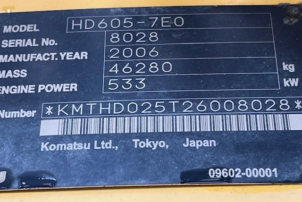 MODEL HD605-7E0
SERIAL No. 8028
MANUFACT. YEAR 2006
MASS 46280 kg
ENGINE POWER 533 kW
Number *KMTHD025T26008028*
Komatsu Ltd., Tokyo, Japan
09602-00001